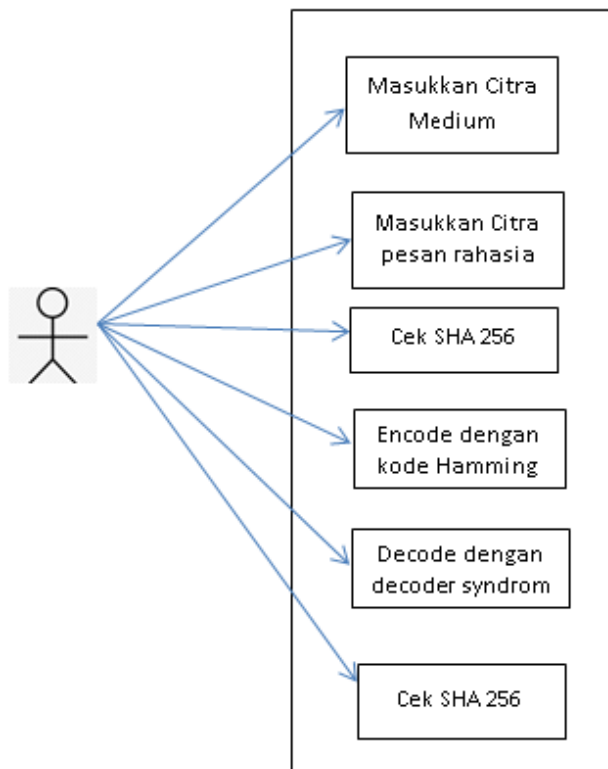 Masukkan Citra
Medium
Masukkan Citra
pesan rahasia
Cek SHA 256
Encode dengan
kode Hamming
Decode dengan
decoder syndrom
Cek SHA 256